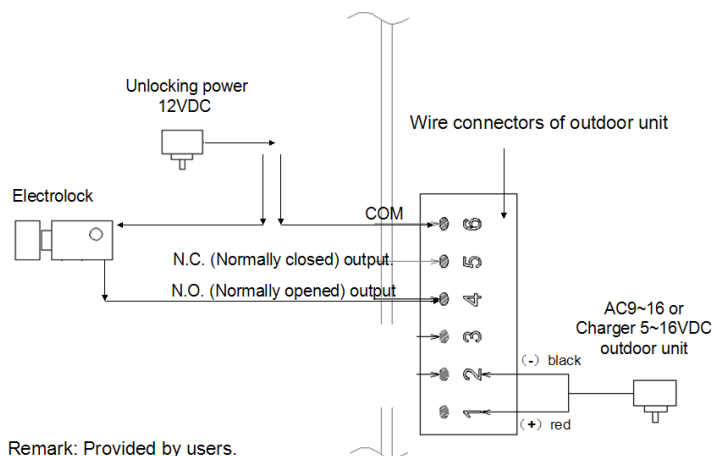 Unlocking power
12VDC
Wire connectors of outdoor unit
Electrolock
COM
6
N.C. (Normally closed) output.
5
N.O. (Normally opened) output
4
3
AC9~16 or
Charger 5~16VDC
outdoor unit
(-) black
2
1
(+) red
Remark: Provided by users.